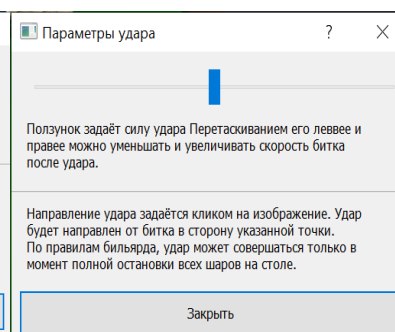 Параметры удара
Ползунок задаёт силу удара Перетаскиванием его леввее и
правее можно уменьшать и увеличивать скорость битка
после удара.
Направление удара задаётся кликом на изображение. Удар
будет направлен от битка в сторону указанной точки.
По правилам бильярда, удар может совершаться только в
момент полной остановки всех шаров на столе.
Закрыть